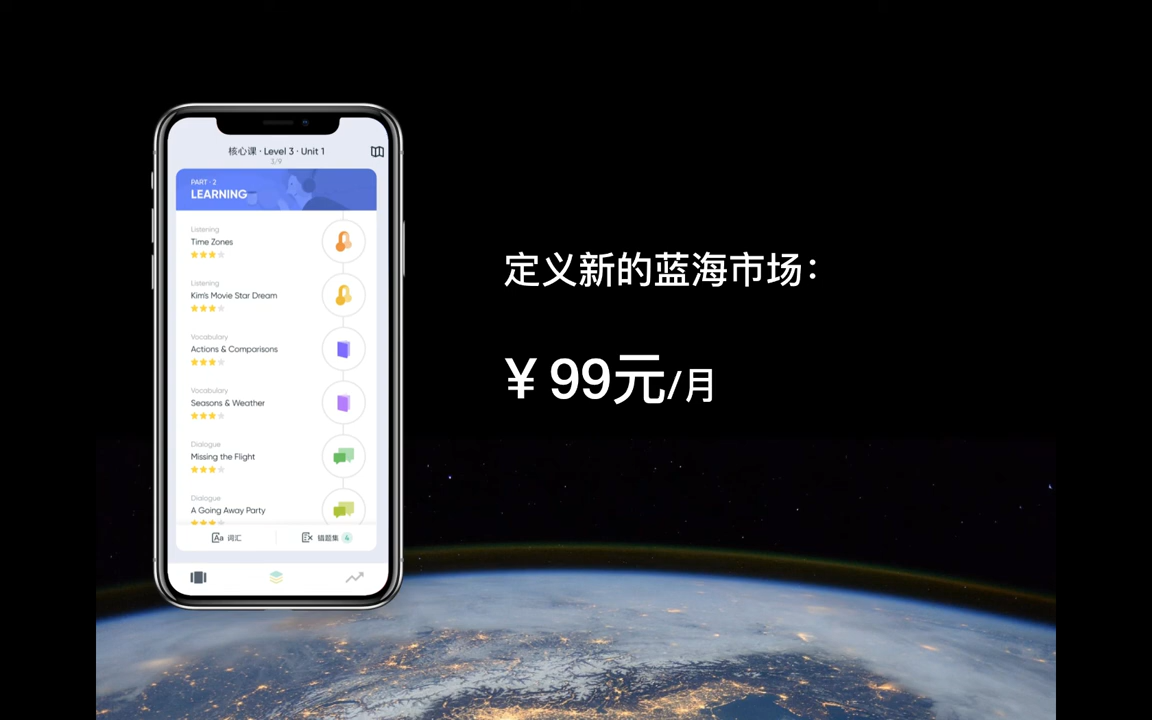 核心课 · Level 3 · Unit 1
3/9
PART · 2
LEARNING
Listening
Time Zones
Listening
Kim's Movie Star Dream
Vocabulary
Actions & Comparisons
Vocabulary
Seasons & Weather
Dialogue
Missing the Flight
Dialogue
A Going Away Party
Aa 词汇
错题集 4
定义新的蓝海市场：
¥ 99元/月